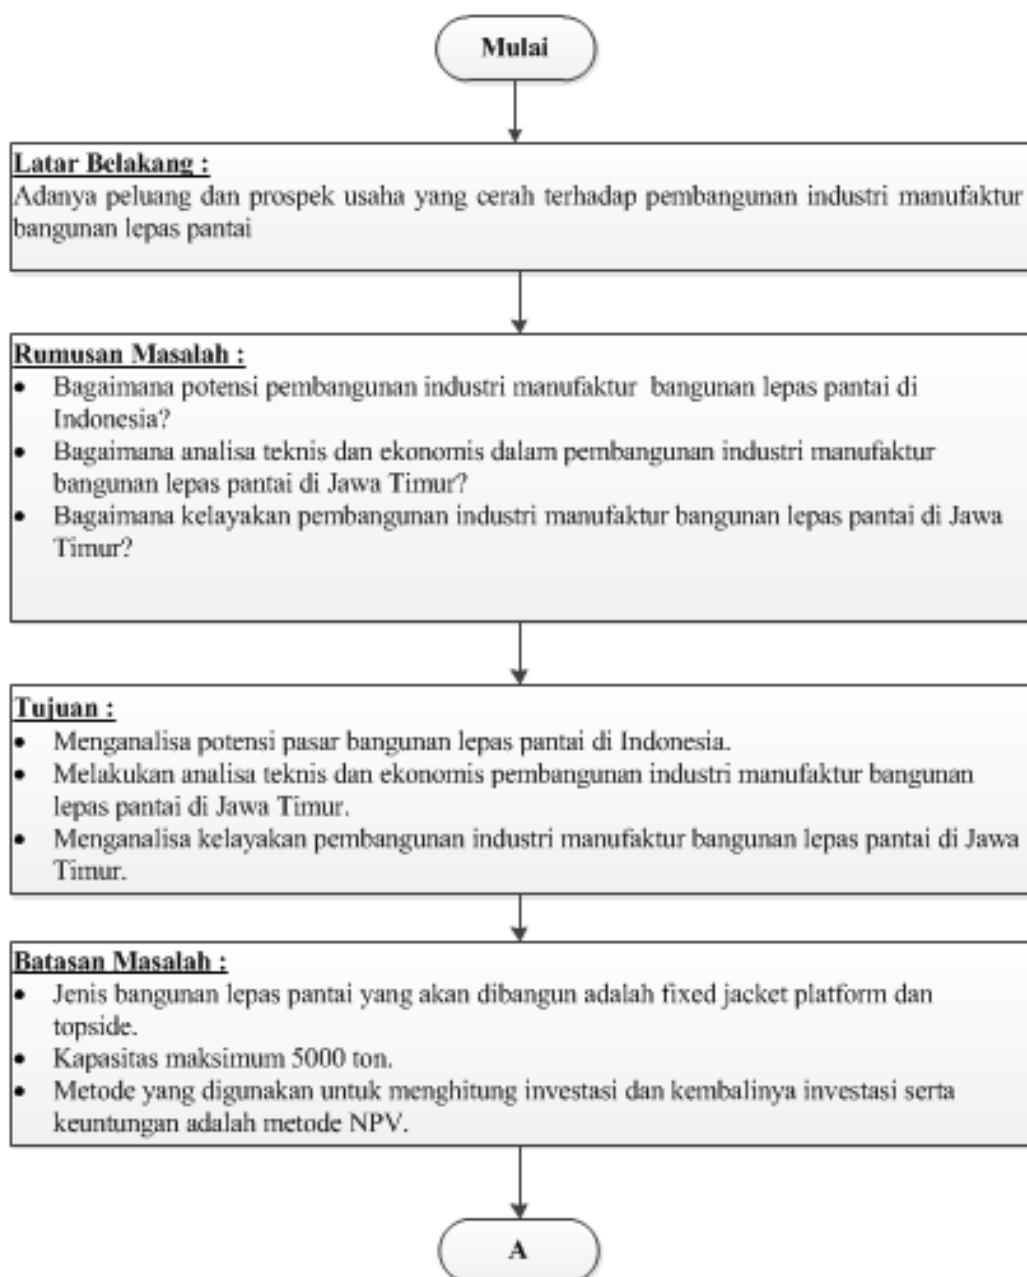 Mulai
Latar Belakang :
Adanya peluang dan prospek usaha yang cerah terhadap pembangunan industri manufaktur
bangunan lepas pantai
Rumusan Masalah :
• Bagaimana potensi pembangunan industri manufaktur bangunan lepas pantai di
Indonesia?
• Bagaimana analisa teknis dan ekonomis dalam pembangunan industri manufaktur
bangunan lepas pantai di Jawa Timur?
• Bagaimana kelayakan pembangunan industri manufaktur bangunan lepas pantai di Jawa
Timur?
Tujuan :
• Menganalisa potensi pasar bangunan lepas pantai di Indonesia.
• Melakukan analisa teknis dan ekonomis pembangunan industri manufaktur bangunan
lepas pantai di Jawa Timur.
• Menganalisa kelayakan pembangunan industri manufaktur bangunan lepas pantai di Jawa
Timur.
Batasan Masalah :
• Jenis bangunan lepas pantai yang akan dibangun adalah fixed jacket platform dan
topside.
• Kapasitas maksimum 5000 ton.
• Metode yang digunakan untuk menghitung investasi dan kembalinya investasi serta
keuntungan adalah metode NPV.
A